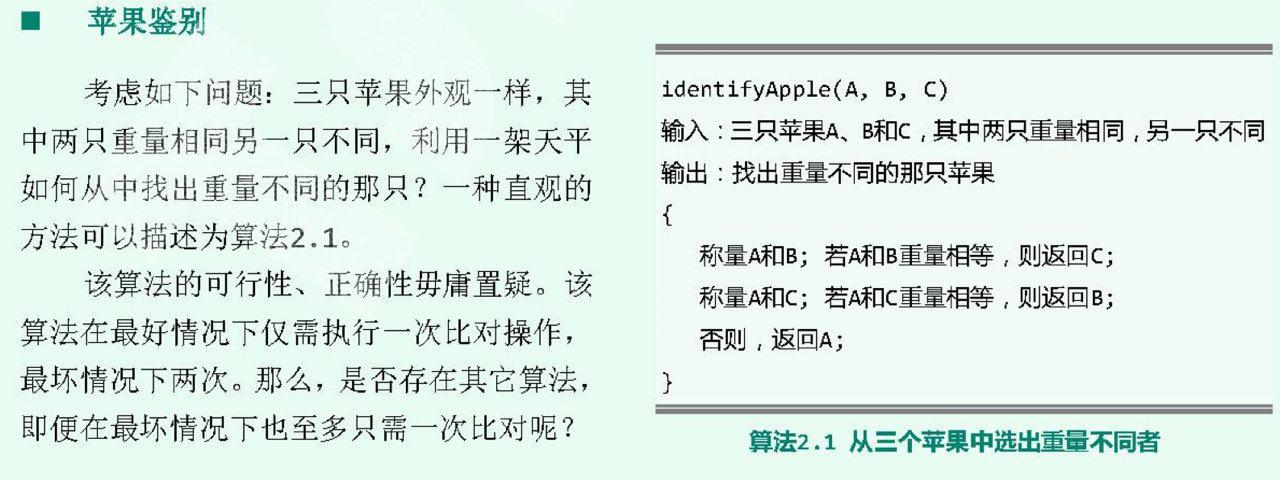 ■ 苹果鉴别
考虑如下问题：三只苹果外观一样，其
中两只重量相同另一只不同，利用一架天平
如何从中找出重量不同的那只？一种直观的
方法可以描述为算法2.1。
该算法的可行性、正确性毋庸置疑。该
算法在最好情况下仅需执行一次比对操作，
最坏情况下两次。那么，是否存在其它算法，
即便在最坏情况下也至多只需一次比对呢？
identifyApple(A, B, C)
输入：三只苹果A、B和C，其中两只重量相同，另一只不同
输出：找出重量不同的那只苹果
{
称量A和B; 若A和B重量相等，则返回C;
称量A和C; 若A和C重量相等，则返回B;
否则，返回A;
}
算法2.1 从三个苹果中选出重量不同者